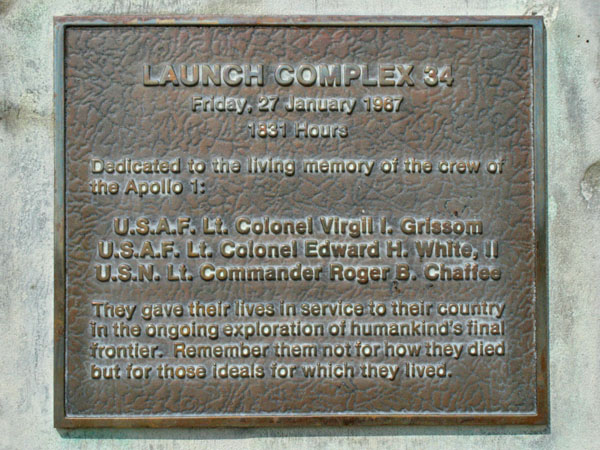 LAUNCH COMPLEX 34
Friday, 27 January 1967
1831 Hours
Dedicated to the living memory of the crew of
the Apollo 1:
U.S.A.F. Lt. Colonel Virgil I. Grissom
U.S.A.F. Lt. Colonel Edward H. White, II
U.S.N. Lt. Commander Roger B. Chaffee
They gave their lives in service to their country
in the ongoing exploration of humankind's final
frontier. Remember them not for how they died
but for those ideals for which they lived.